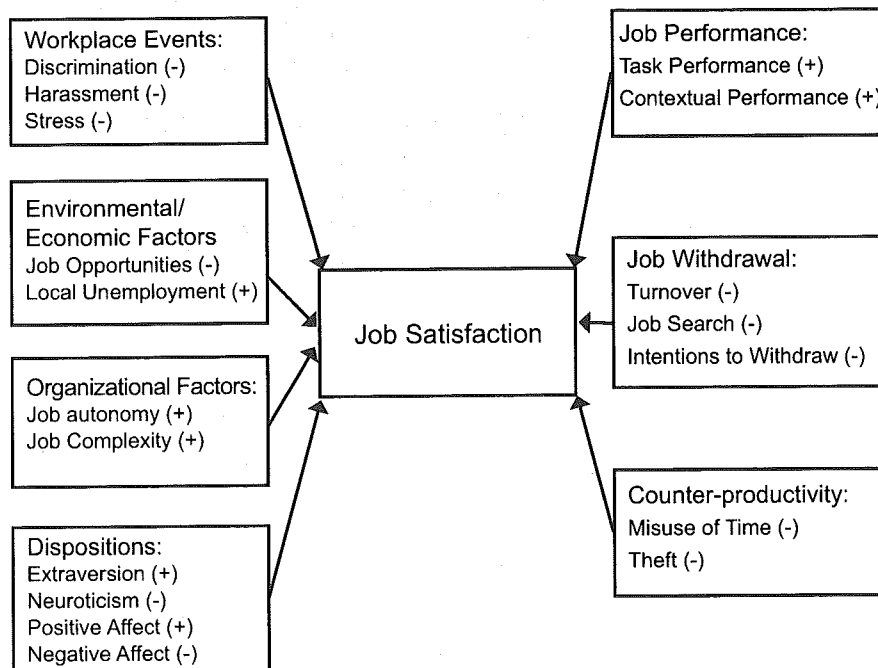 Workplace Events:
Discrimination (-)
Harassment (-)
Stress (-)
Environmental/
Economic Factors
Job Opportunities (-)
Local Unemployment (+)
Organizational Factors:
Job autonomy (+)
Job Complexity (+)
Dispositions:
Extraversion (+)
Neuroticism (-)
Positive Affect (+)
Negative Affect (-)
Job Satisfaction
Job Performance:
Task Performance (+)
Contextual Performance (+)
Job Withdrawal:
Turnover (-)
Job Search (-)
Intentions to Withdraw (-)
Counter-productivity:
Misuse of Time (-)
Theft (-)